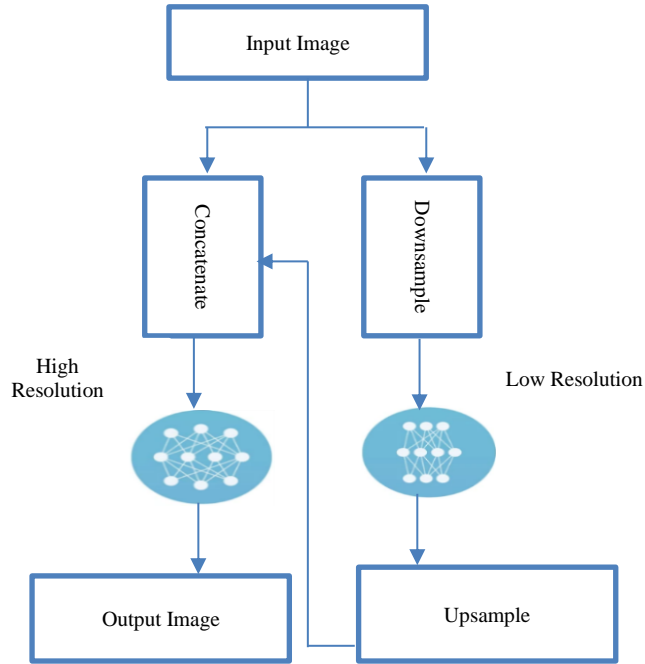 Input Image
Concatenate
Downsample
High
Resolution
Low Resolution
Output Image
Upsample